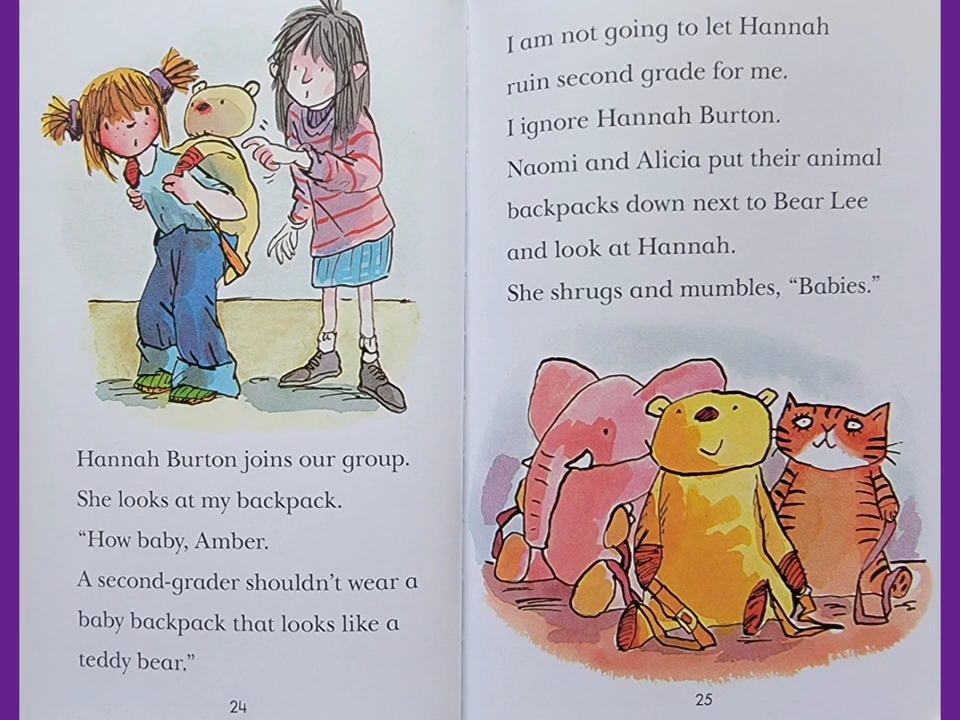 Hannah Burton joins our group.
She looks at my backpack.
“How baby, Amber.
A second-grader shouldn’t wear a
baby backpack that looks like a
teddy bear.”
24
I am not going to let Hannah
ruin second grade for me.
I ignore Hannah Burton.
Naomi and Alicia put their animal
backpacks down next to Bear Lee
and look at Hannah.
She shrugs and mumbles, “Babies.”
25